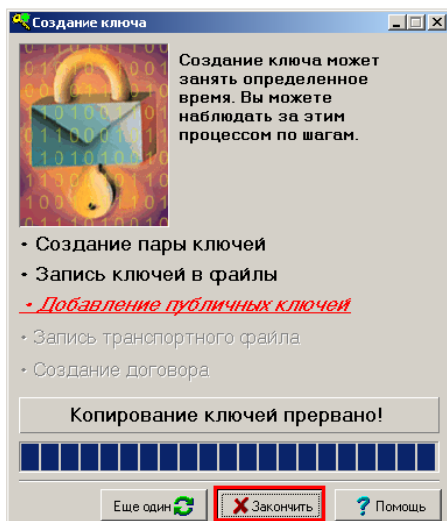 Создание ключа
Создание ключа может
занять определенное
время. Вы можете
наблюдать за этим
процессом по шагам.
• Создание пары ключей
• Запись ключей в файлы
• Добавление публичных ключей
• Запись транспортного файла
• Создание договора
Копирование ключей прервано!
Еще один Закончить Помощь